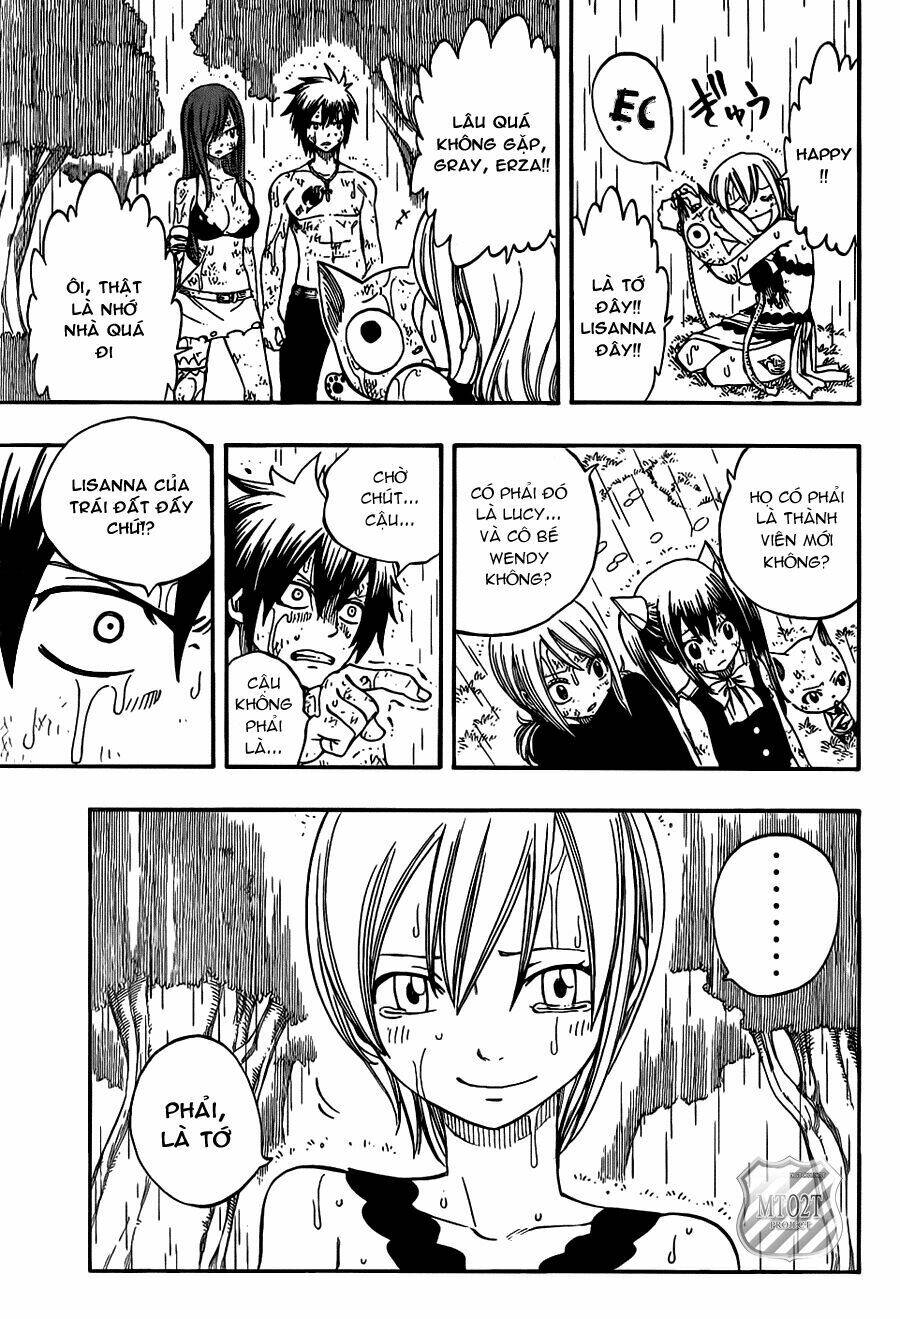 HAPPY
!!
ẸC
ぎゅう
LÀ TỚ
ĐÂY!!
LISANNA
ĐÂY!!
LÂU QUÁ
KHÔNG GẶP,
GRAY, ERZA!!
ÔI, THẬT
LÀ NHỚ
NHÀ QUÁ
ĐI
HỌ CÓ PHẢI
LÀ THÀNH
VIÊN MỚI
KHÔNG?
CÓ PHẢI ĐÓ
LÀ LUCY...
VÀ CÔ BÉ
WENDY
KHÔNG?
CHỜ
CHÚT...
CẬU...
CẬU
KHÔNG
PHẢI
LÀ...
LISANNA CỦA
TRÁI ĐẤT ĐẤY
CHỨ!?
........
PHẢI,
LÀ TỚ
MT02T
PROJECT